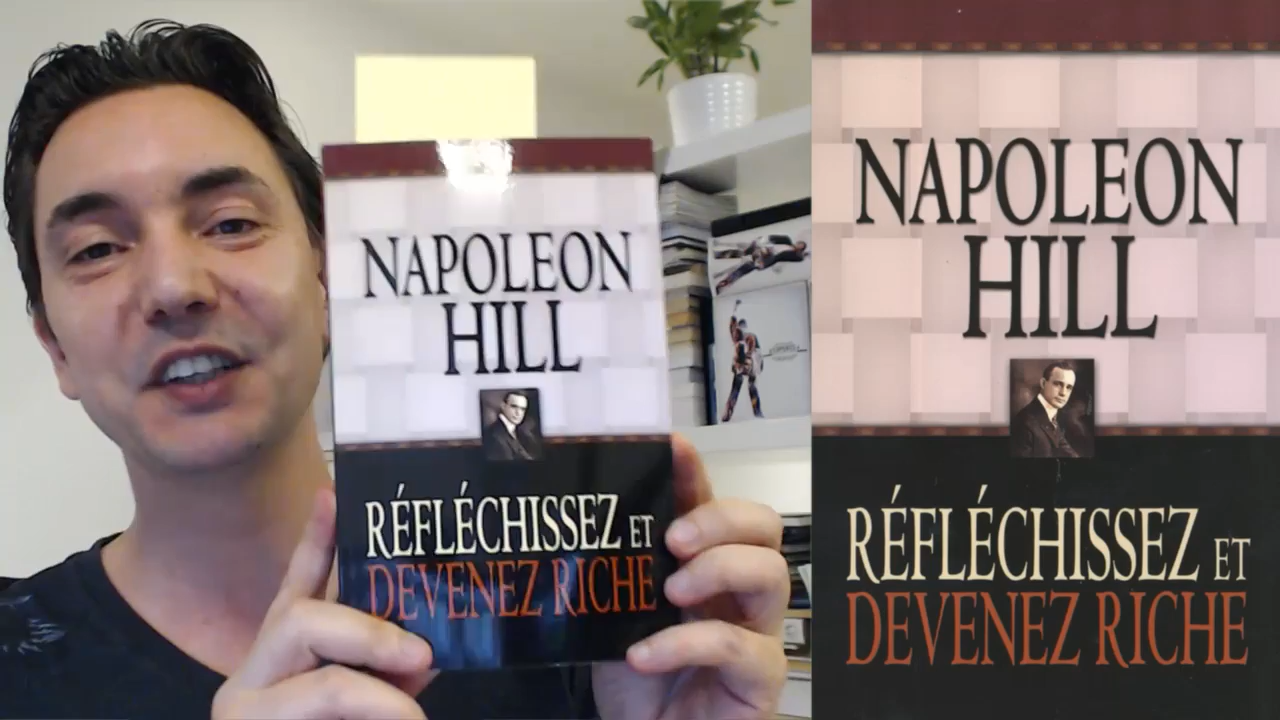 NAPOLEON
HILL
RÉFLÉCHISSEZ ET
DEVENEZ RICHE
NAPOLEON
HILL
RÉFLÉCHISSEZ ET
DEVENEZ RICHE